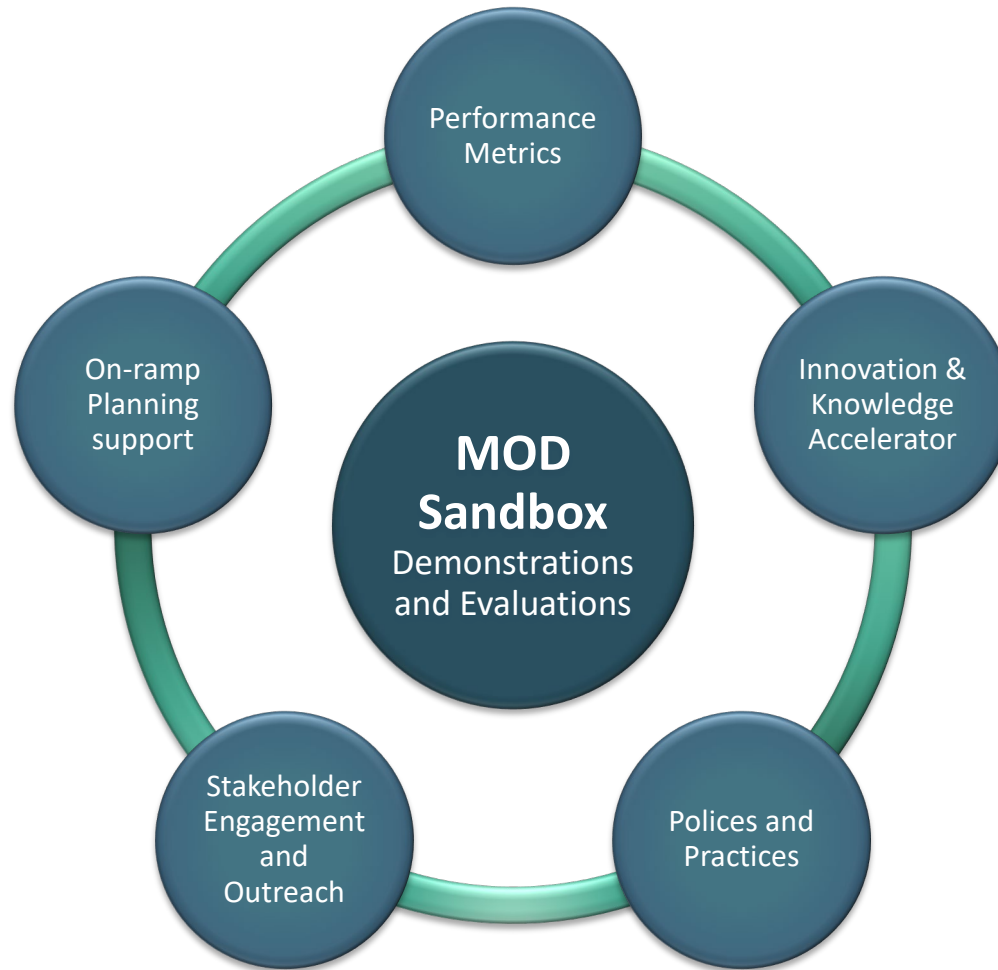 Performance
Metrics
Innovation &
Knowledge
Accelerator
Polices and
Practices
Stakeholder
Engagement
and
Outreach
On-ramp
Planning
support
MOD
Sandbox
Demonstrations
and Evaluations